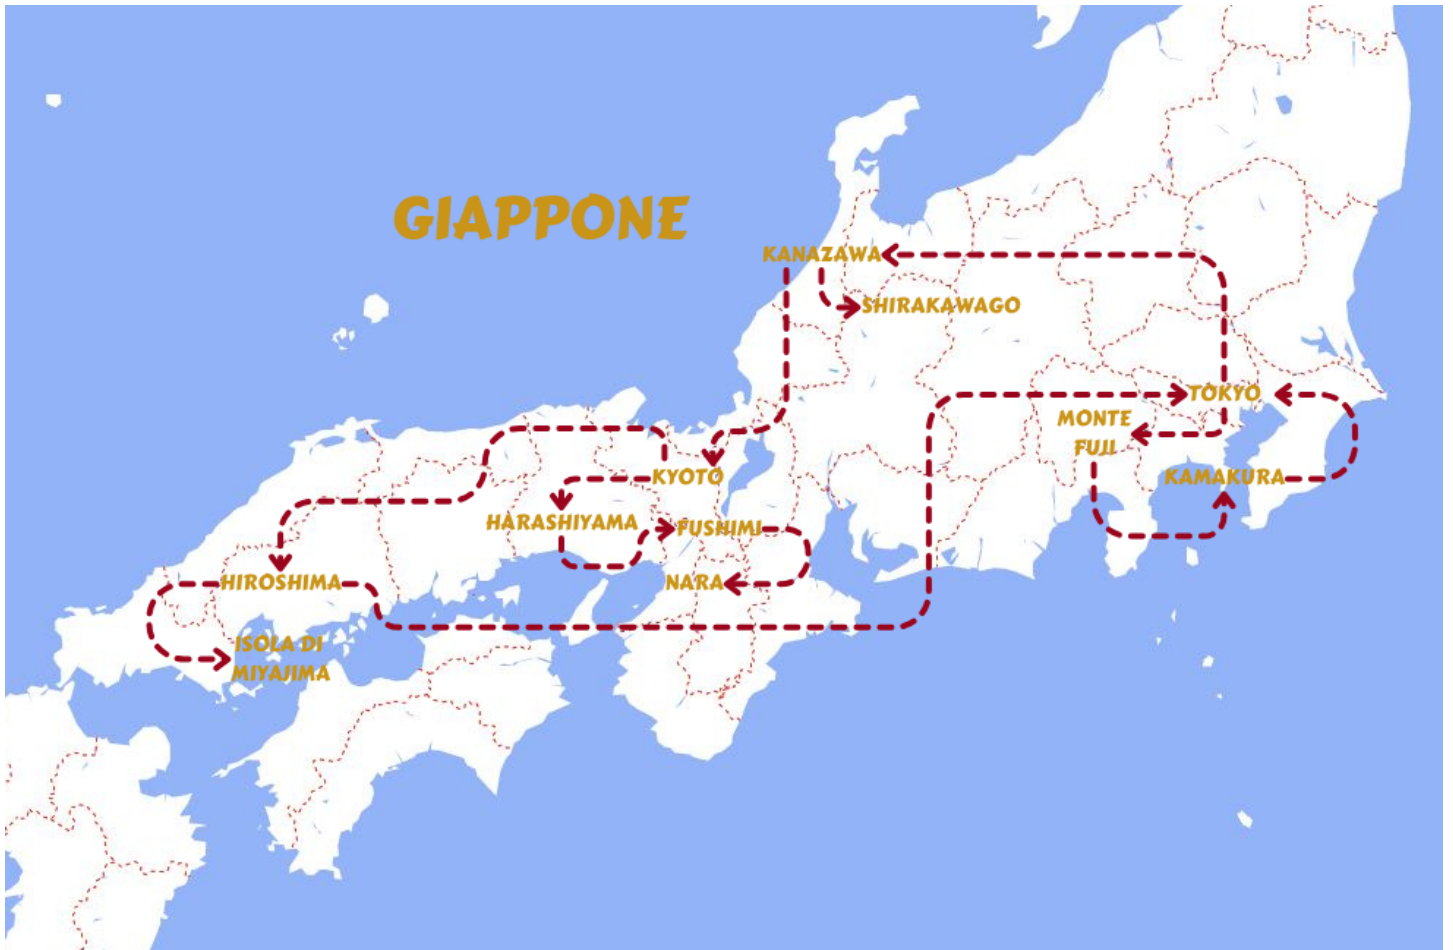 GIAPPONE
KANAZAWA
SHIRAKAWAGO
TOKYO
MONTE
FUJI
KAMAKURA
KYOTO
HARASHIYAMA
FUSHIMI
NARA
HIROSHIMA
ISOLA DI
MIYAJIMA